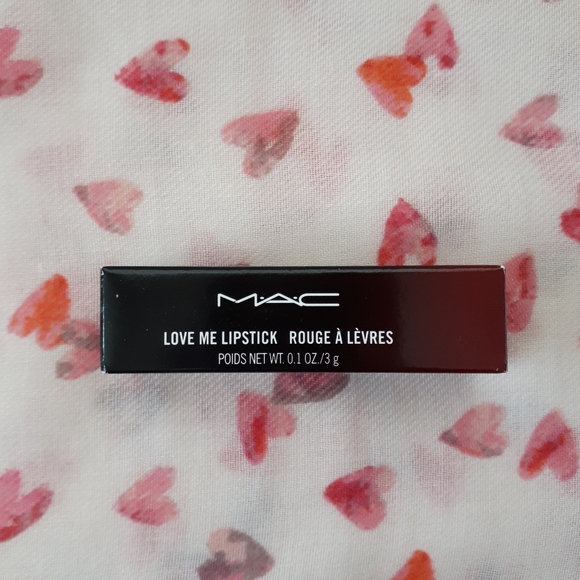 M·A·C
LOVE ME LIPSTICK ROUGE À LÈVRES
POIDS NET WT. 0.1 OZ./3 g